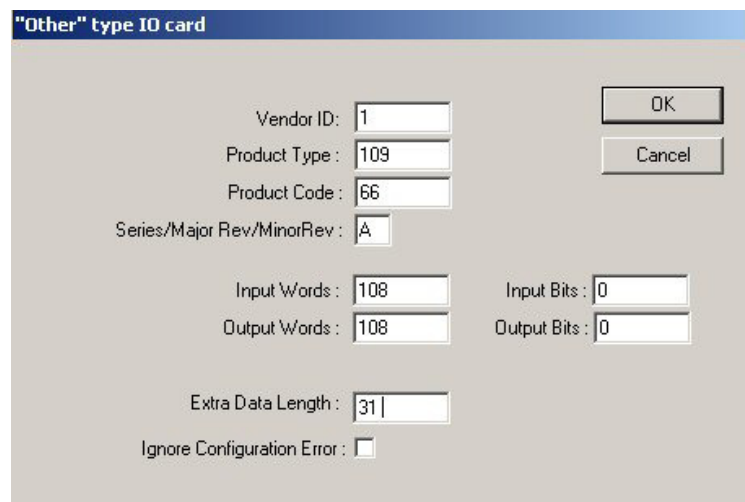 "Other" type IO card
OK
Vendor ID: 1
Product Type : 109
Cancel
Product Code : 66
Series/Major Rev/MinorRev : A
Input Words : 108 Input Bits : 0
Output Words : 108 Output Bits : 0
Extra Data Length : 31
Ignore Configuration Error :